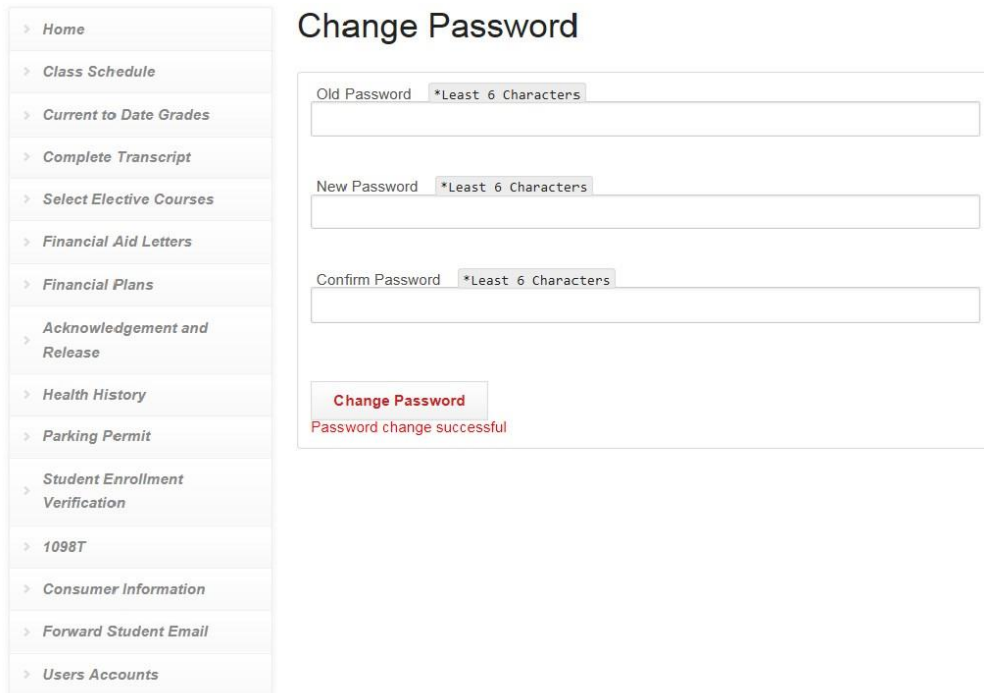 Home
Class Schedule
Current to Date Grades
Complete Transcript
Select Elective Courses
Financial Aid Letters
Financial Plans
Acknowledgement and
Release
Health History
Parking Permit
Student Enrollment
Verification
1098T
Consumer Information
Forward Student Email
Users Accounts
Change Password
Old Password *Least 6 Characters
New Password *Least 6 Characters
Confirm Password *Least 6 Characters
Change Password
Password change successful